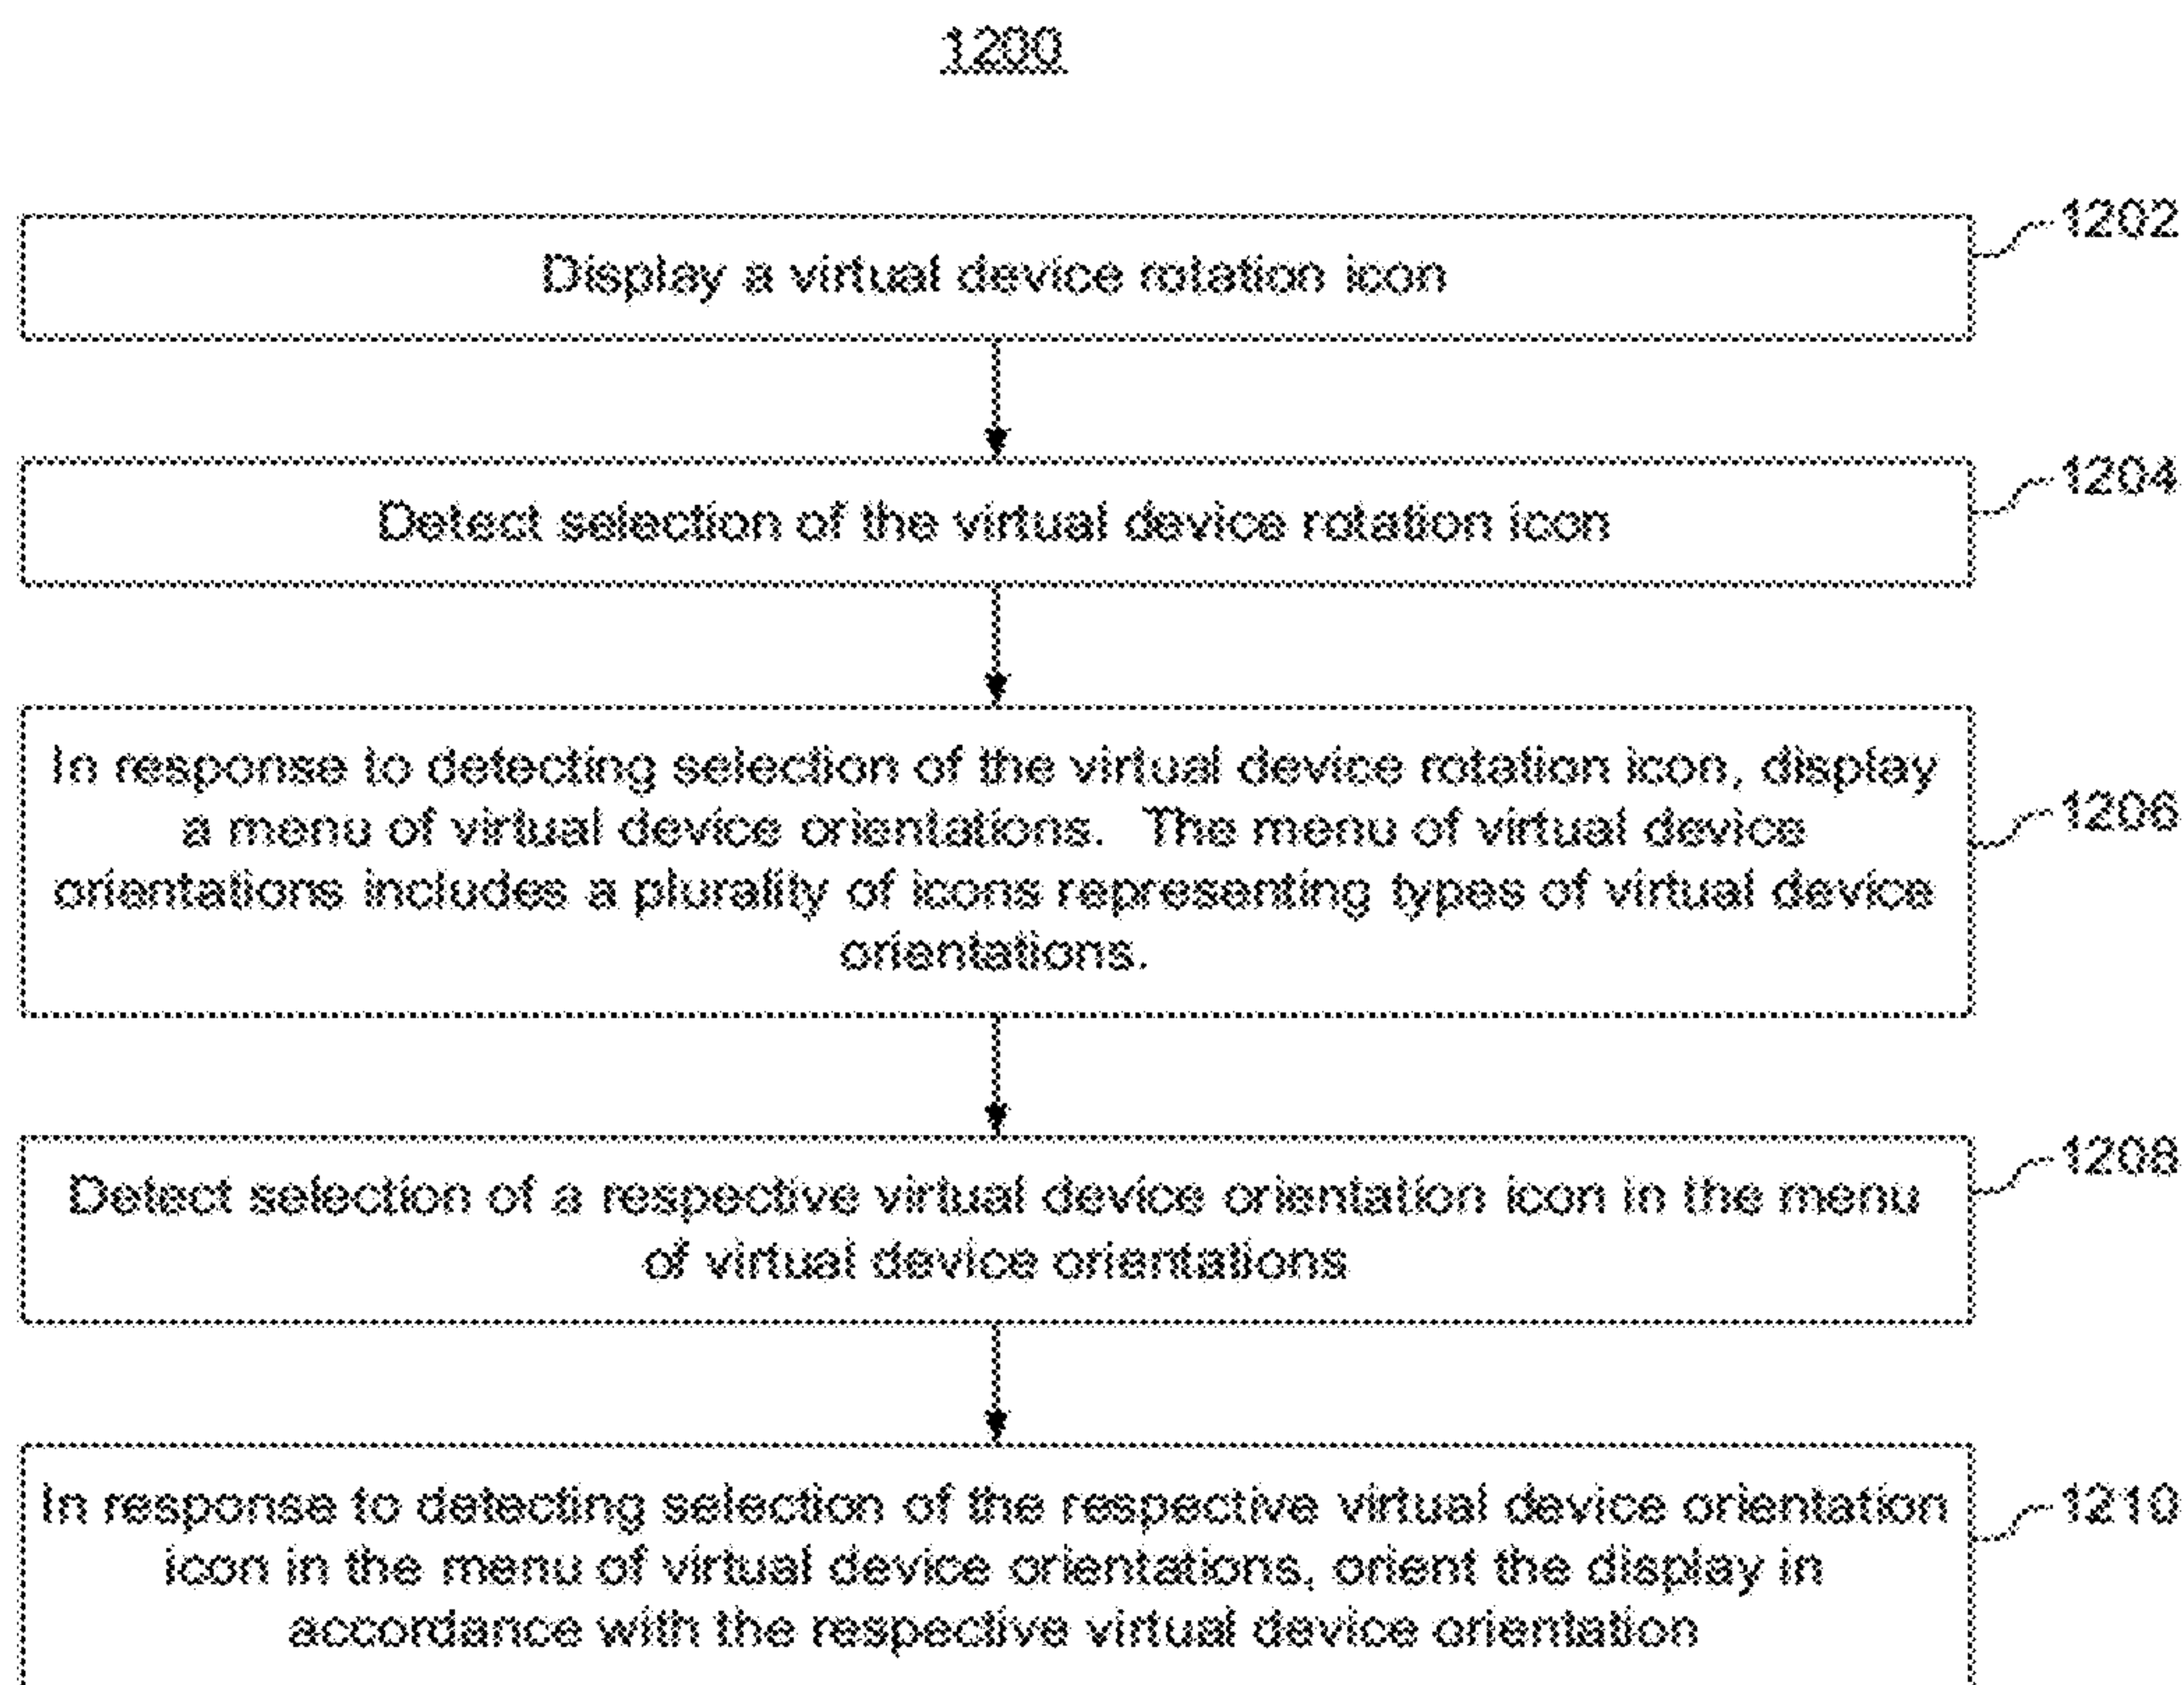 1200
Display a virtual device rotation icon
1202
Detect selection of the virtual device rotation icon
1204
In response to detecting selection of the virtual device rotation icon, display
a menu of virtual device orientations. The menu of virtual device
orientations includes a plurality of icons representing types of virtual device
orientations.
1206
Detect selection of a respective virtual device orientation icon in the menu
of virtual device orientations
1208
In response to detecting selection of the respective virtual device orientation
icon in the menu of virtual device orientations, orient the display in
accordance with the respective virtual device orientation
1210